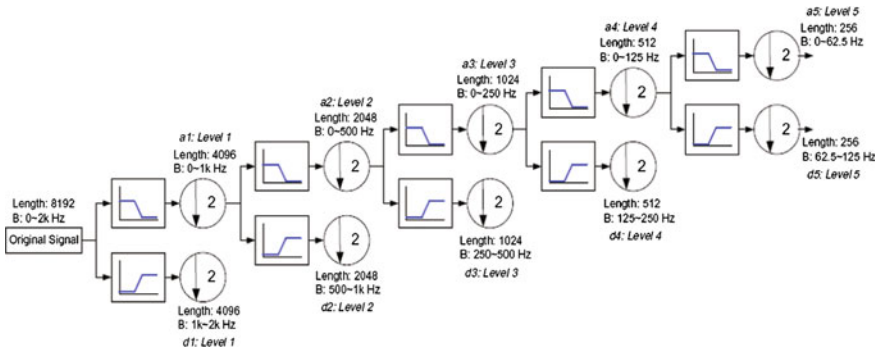 Length: 8192
B: 0~2k Hz
Original Signal
a1: Level 1
Length: 4096
B: 0~1k Hz
2
2
Length: 4096
B: 1k~2k Hz
d1: Level 1
a2: Level 2
Length: 2048
B: 0~500 Hz
2
2
Length: 2048
B: 500~1k Hz
d2: Level 2
a3: Level 3
Length: 1024
B: 0~250 Hz
2
2
Length: 1024
B: 250~500 Hz
d3: Level 3
a4: Level 4
Length: 512
B: 0~125 Hz
2
2
Length: 512
B: 125~250 Hz
d4: Level 4
a5: Level 5
Length: 256
B: 0~62.5 Hz
2
2
Length: 256
B: 62.5~125 Hz
d5: Level 5